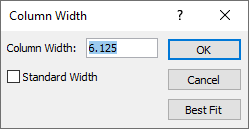 Column Width
?
Column Width: 6.125
OK
Standard Width
Cancel
Best Fit